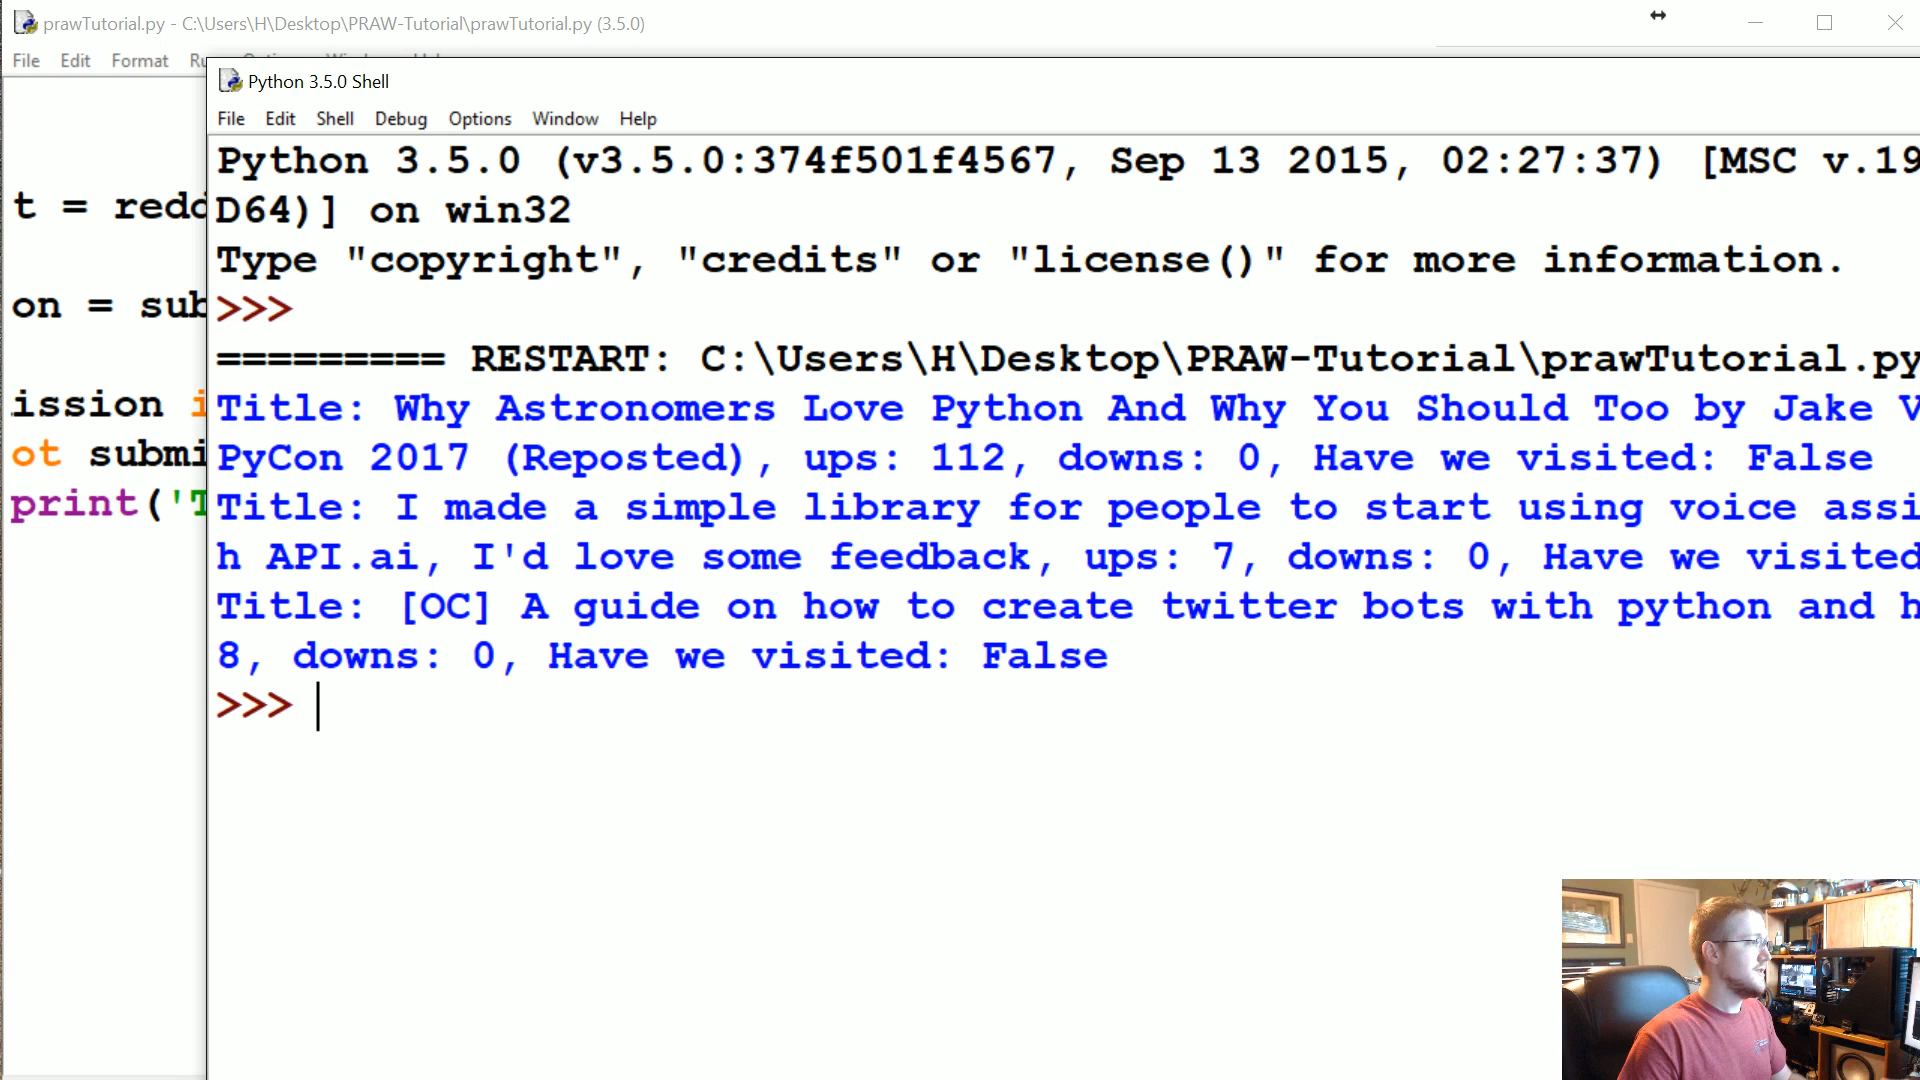 prawTutorial.py - C:\Users\H\Desktop\PRAW-Tutorial\prawTutorial.py (3.5.0)
File Edit Format
Python 3.5.0 Shell
File Edit Shell Debug Options Window Help
t = redd
on = sub
ission i
ot submi
print('T
Python 3.5.0 (v3.5.0:374f501f4567, Sep 13 2015, 02:27:37) [MSC v.19
D64)] on win32
Type "copyright", "credits" or "license()" for more information.
>>>
========= RESTART: C:\Users\H\Desktop\PRAW-Tutorial\prawTutorial.py
Title: Why Astronomers Love Python And Why You Should Too by Jake V
PyCon 2017 (Reposted), ups: 112, downs: 0, Have we visited: False
Title: I made a simple library for people to start using voice assi
h API.ai, I'd love some feedback, ups: 7, downs: 0, Have we visited
Title: [OC] A guide on how to create twitter bots with python and h
8, downs: 0, Have we visited: False
>>>